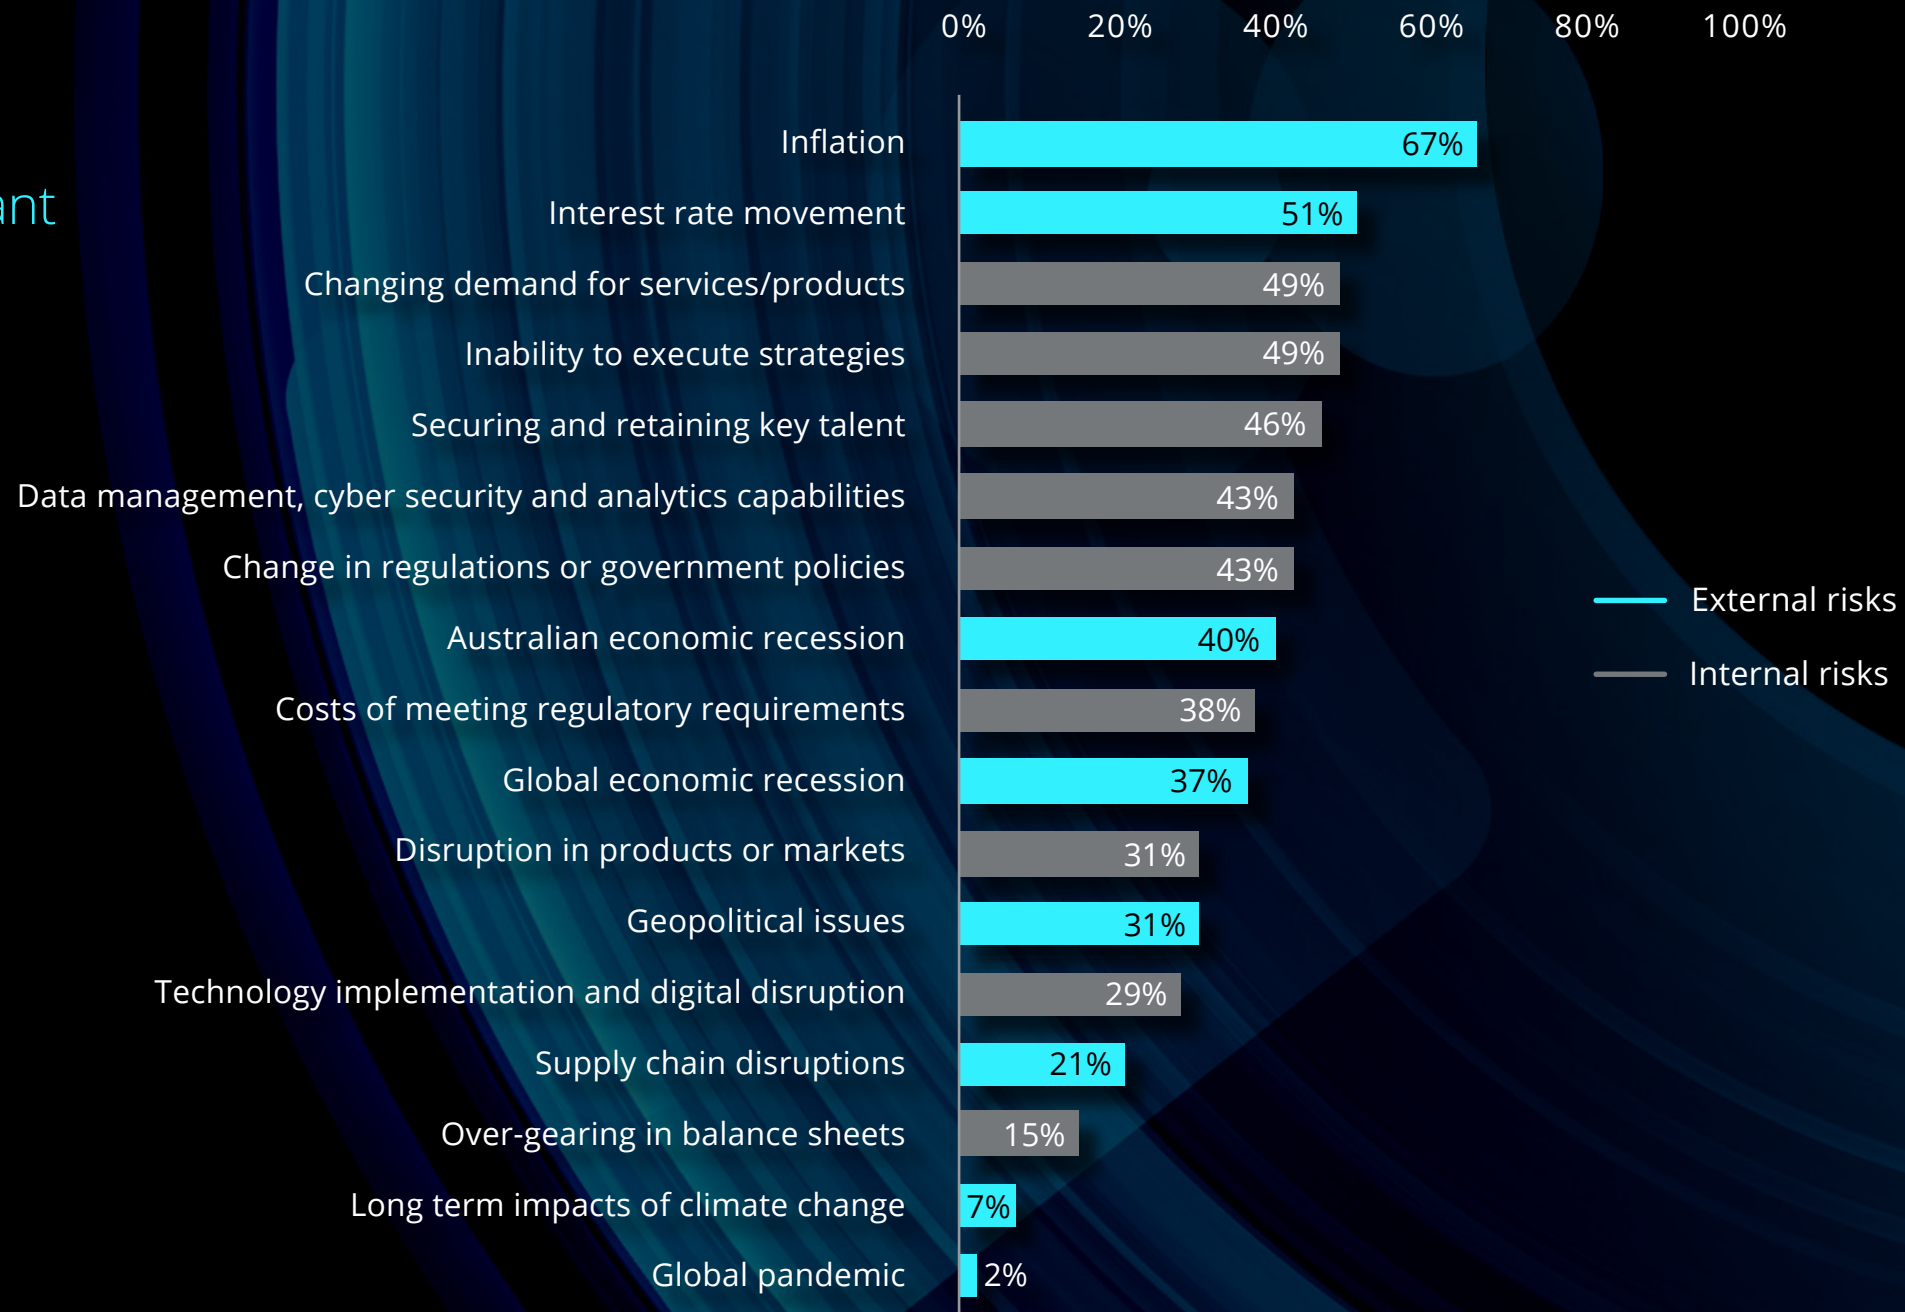 0% 20% 40% 60% 80% 100%
Inflation 67%
ant
Interest rate movement 51%
Changing demand for services/products 49%
Inability to execute strategies 49%
Securing and retaining key talent 46%
Data management, cyber security and analytics capabilities 43%
Change in regulations or government policies 43%
External risks
Australian economic recession 40%
Internal risks
Costs of meeting regulatory requirements 38%
Global economic recession 37%
Disruption in products or markets 31%
Geopolitical issues 31%
Technology implementation and digital disruption 29%
Supply chain disruptions 21%
Over-gearing in balance sheets 15%
Long term impacts of climate change 7%
Global pandemic 2%